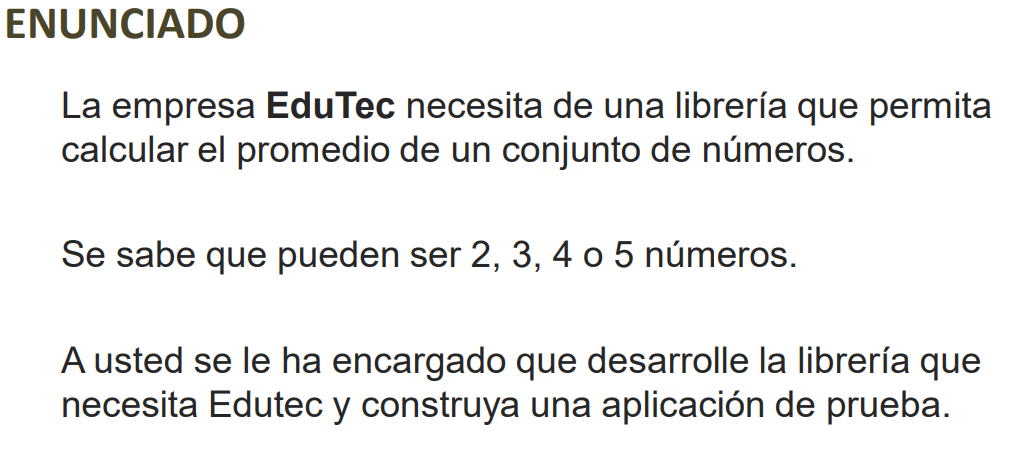 ENUNCIADO
La empresa EduTec necesita de una librería que permita
calcular el promedio de un conjunto de números.
Se sabe que pueden ser 2, 3, 4 o 5 números.
A usted se le ha encargado que desarrolle la librería que
necesita Edutec y construya una aplicación de prueba.